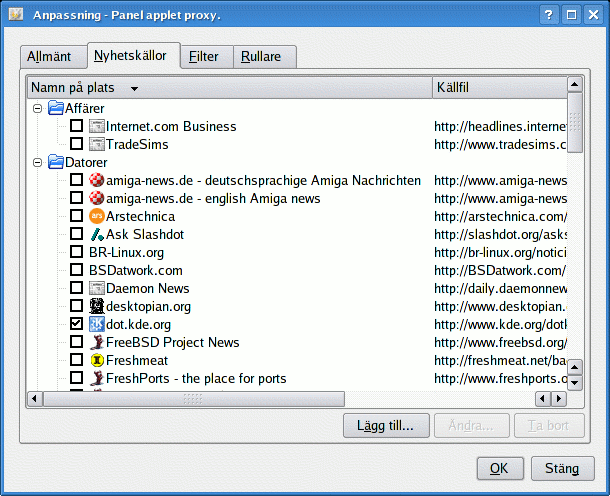 Anpassning - Panel applet proxy.
Allmänt Nyhetskällor Filter Rullare
Namn på plats Källfil
Affärer
Internet.com Business http://headlines.interne
TradeSims http://www.tradesims.c
Datorer
amiga-news.de - deutschsprachige Amiga Nachrichten http://www.amiga-news
amiga-news.de - english Amiga news http://www.amiga-news
ars Arstechnica http://arstechnica.com/
Ask Slashdot http://slashdot.org/asks
BR-Linux.org http://br-linux.org/notici
BSDatwork.com http://BSDatwork.com/
Daemon News http://daily.daemonnew
desktopian.org http://www.desktopian.
dot.kde.org http://www.kde.org/dotk
FreeBSD Project News http://www.freebsd.org/
Freshmeat http://freshmeat.net/bac
FreshPorts - the place for ports http://www.freshports.o
Lägg till... Ändra... Ta bort
OK Stäng